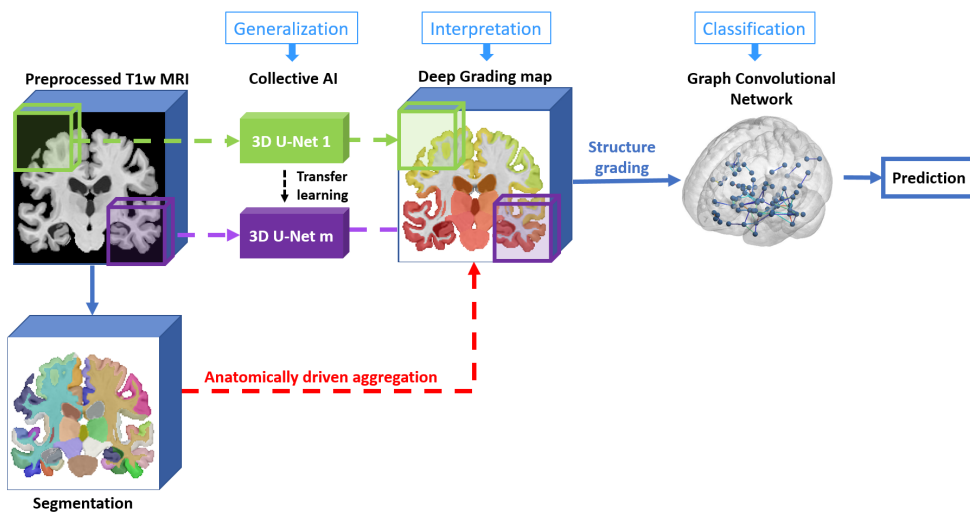 Generalization
Interpretation
Classification
Preprocessed T1w MRI
Collective AI
Deep Grading map
Graph Convolutional
Network
3D U-Net 1
Transfer
learning
3D U-Net m
Structure
grading
Prediction
Anatomically driven aggregation
Segmentation